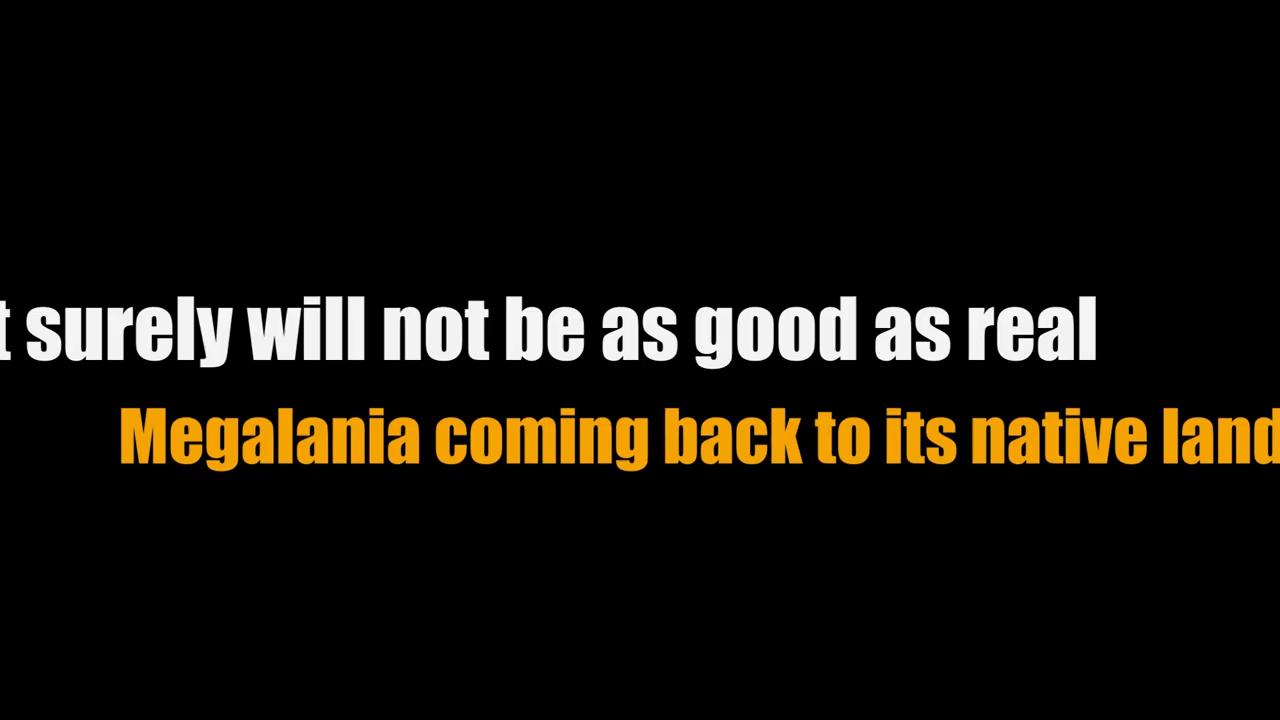 t surely will not be as good as real
Megalania coming back to its native land